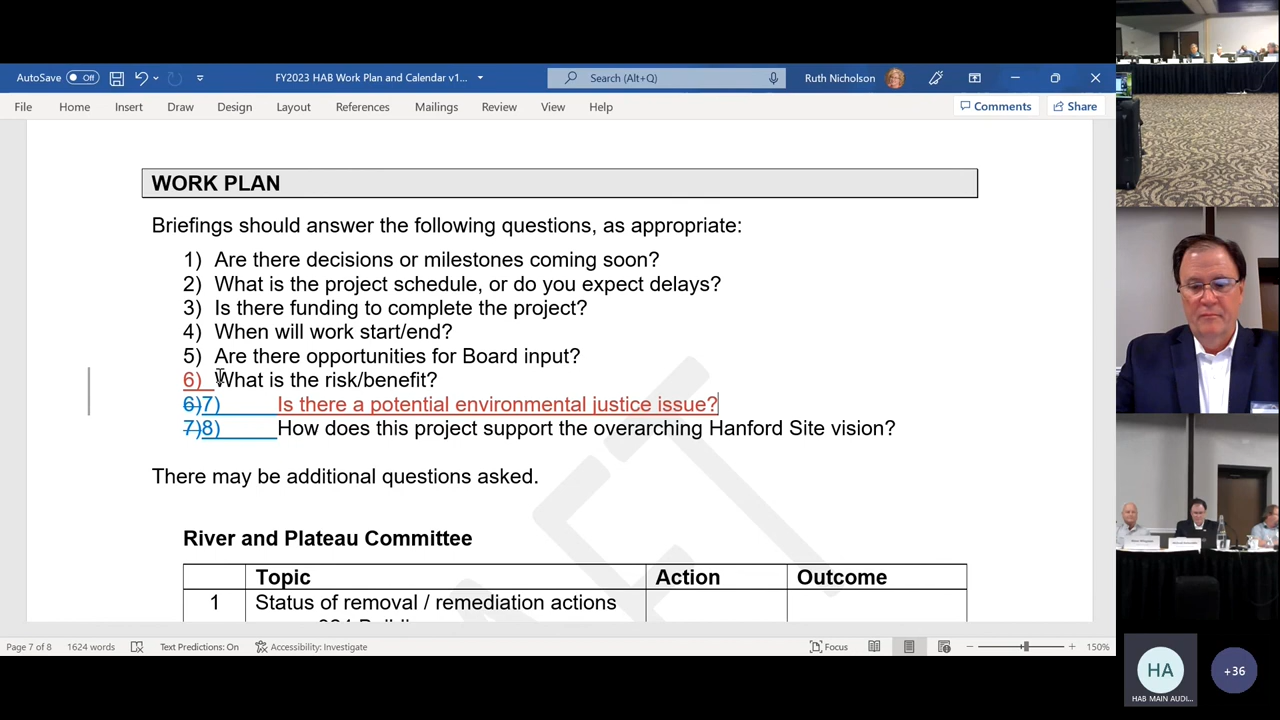 AutoSave Off FY2023 HAB Work Plan and Calendar v1... Search (Alt+Q) Ruth Nicholson
File Home Insert Draw Design Layout References Mailings Review View Help Comments Share
WORK PLAN
Briefings should answer the following questions, as appropriate:
1) Are there decisions or milestones coming soon?
2) What is the project schedule, or do you expect delays?
3) Is there funding to complete the project?
4) When will work start/end?
5) Are there opportunities for Board input?
6) What is the risk/benefit?
6)7) Is there a potential environmental justice issue?
7)8) How does this project support the overarching Hanford Site vision?
There may be additional questions asked.
River and Plateau Committee
Topic Action Outcome
1 Status of removal / remediation actions
Page 7 of 8 1624 words Text Predictions: On Accessibility: Investigate Focus 150%
HA +36
HAB MAIN AUDI...